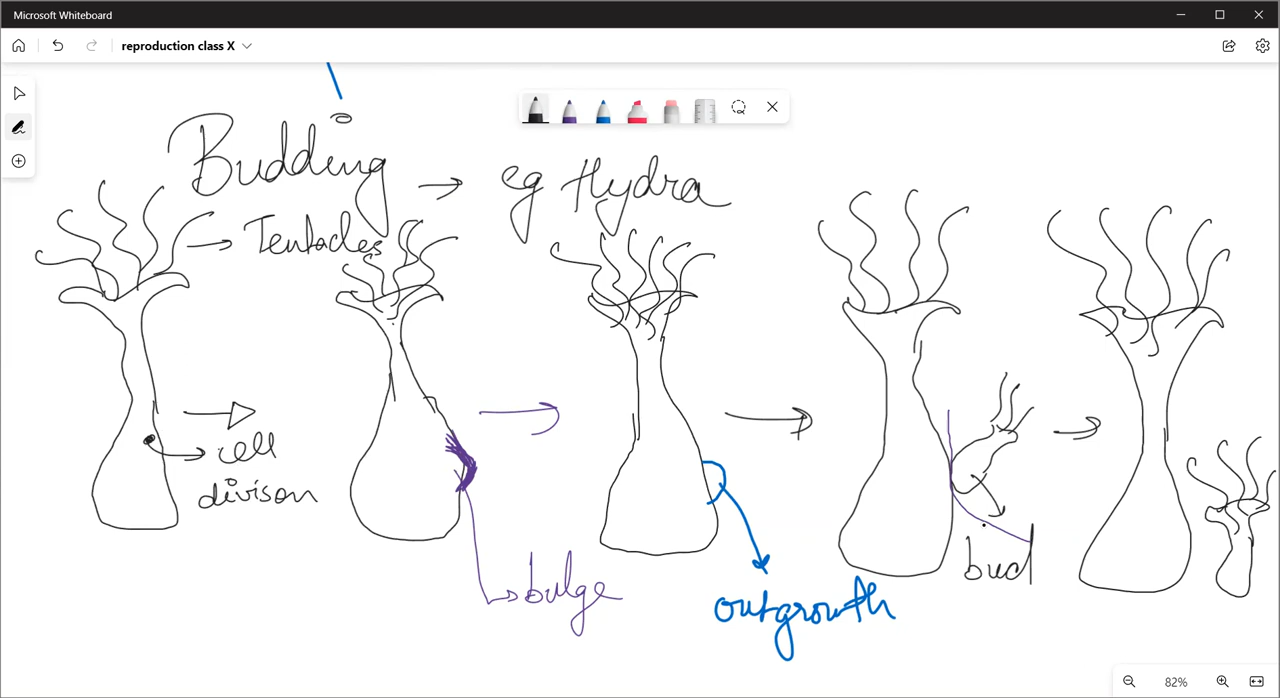 Microsoft Whiteboard
reproduction class X
Budding → eg Hydra
→ Tentacles
→ cell
divison
→ bulge
outgrowth
bud
82%